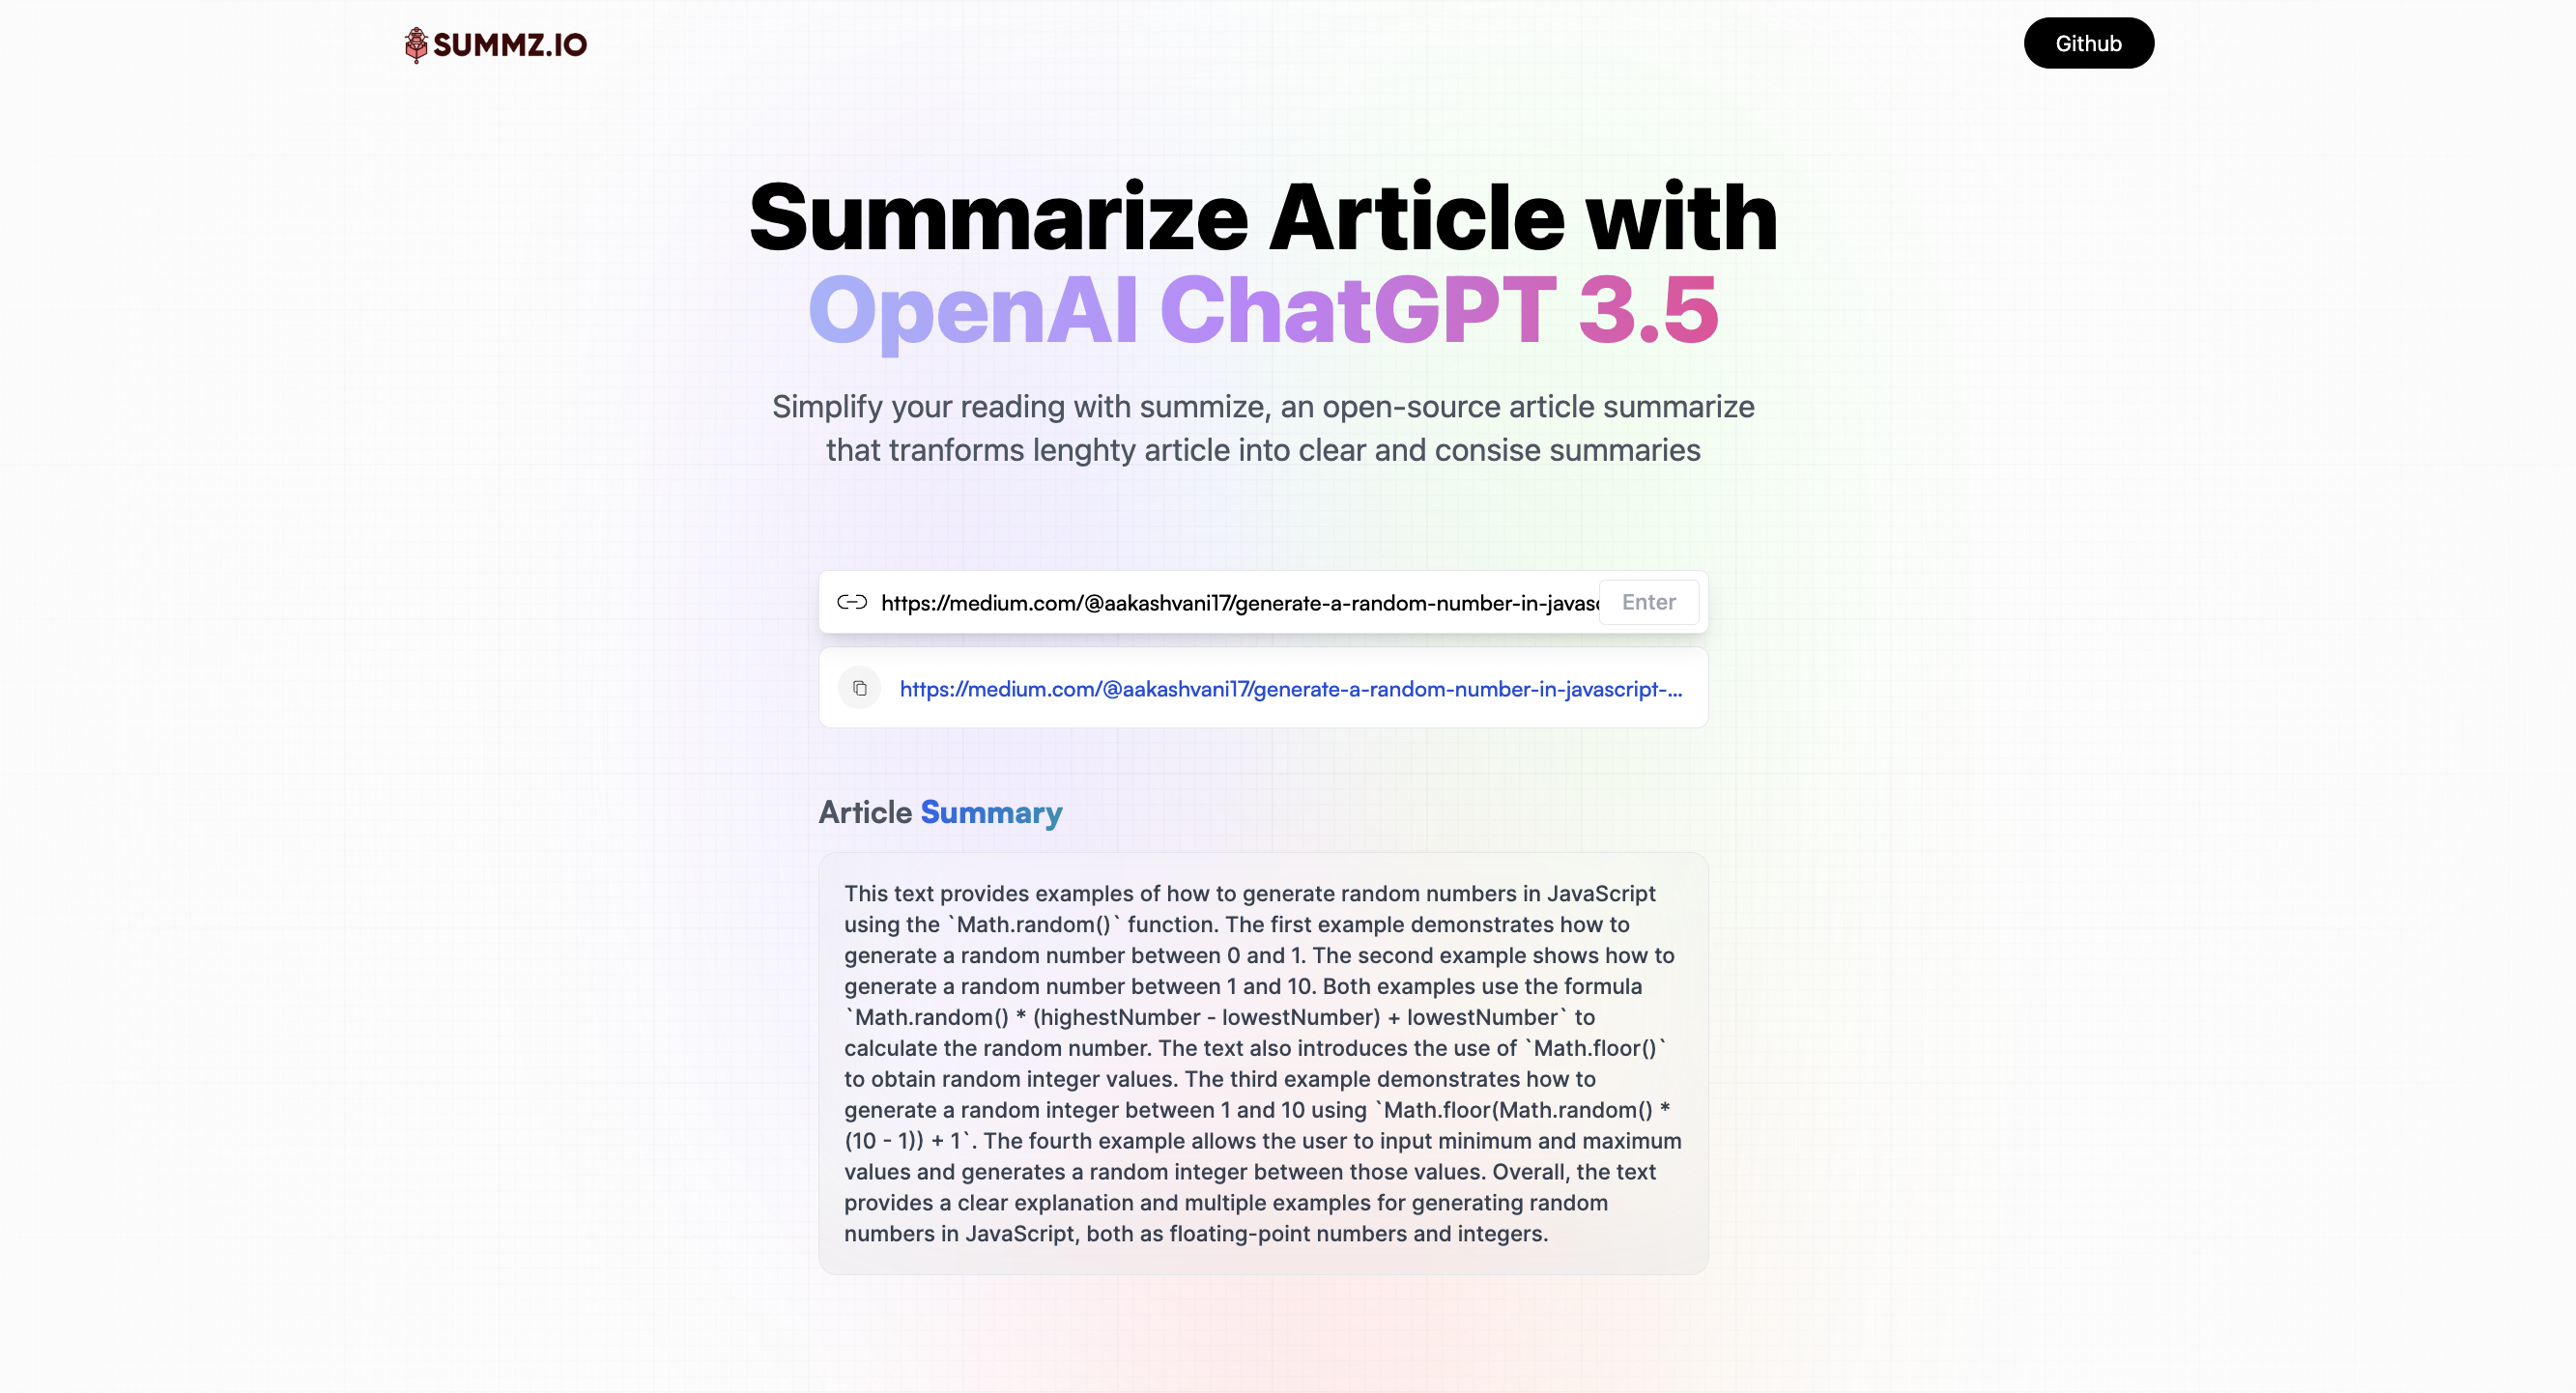 SUMMZ.IO
Github
Summarize Article with
OpenAI ChatGPT 3.5
Simplify your reading with summize, an open-source article summarize
that tranforms lenghty article into clear and consise summaries
https://medium.com/@aakashvani17/generate-a-random-number-in-javasc
Enter
https://medium.com/@aakashvani17/generate-a-random-number-in-javascript-...
Article Summary
This text provides examples of how to generate random numbers in JavaScript
using the `Math.random()` function. The first example demonstrates how to
generate a random number between 0 and 1. The second example shows how to
generate a random number between 1 and 10. Both examples use the formula
`Math.random() * (highestNumber - lowestNumber) + lowestNumber` to
calculate the random number. The text also introduces the use of `Math.floor()`
to obtain random integer values. The third example demonstrates how to
generate a random integer between 1 and 10 using `Math.floor(Math.random() *
(10 - 1)) + 1`. The fourth example allows the user to input minimum and maximum
values and generates a random integer between those values. Overall, the text
provides a clear explanation and multiple examples for generating random
numbers in JavaScript, both as floating-point numbers and integers.